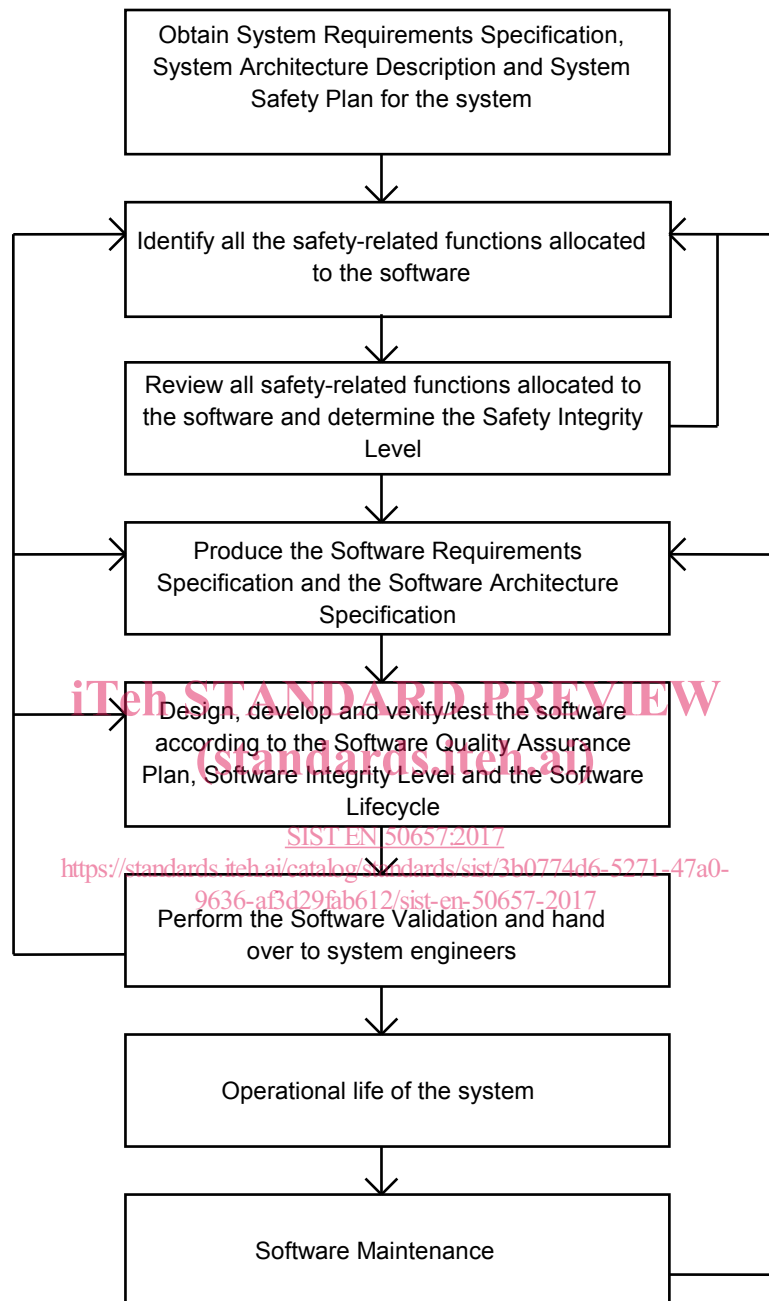 Obtain System Requirements Specification,
System Architecture Description and System
Safety Plan for the system
Identify all the safety-related functions allocated
to the software
Review all safety-related functions allocated to
the software and determine the Safety Integrity
Level
Produce the Software Requirements
Specification and the Software Architecture
Specification
iTeh STANDARD PREVIEW
Design, develop and verify/test the software
according to the Software Quality Assurance
(standards.iteh.ai)
Plan, Software Integrity Level and the Software
Lifecycle
SIST EN 50657:2017
https://standards.iteh.ai/catalog/standards/sist/3b0774d6-5271-47a0-
9636-af3d29fab612/sist-en-50657-2017
Perform the Software Validation and hand
over to system engineers
Operational life of the system
Software Maintenance